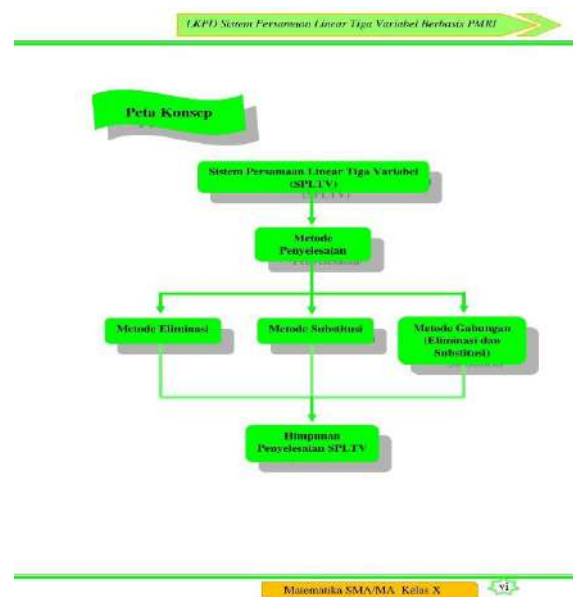 LKPD Sistem Persamaan Linear Tiga Variabel Berbasis PMRI
Peta Konsep
Sistem Persamaan Linear Tiga Variabel
(SPLTV)
Metode
Penyelesaian
Metode Eliminasi
Metode Substitusi
Metode Gabungan
(Eliminasi dan
Substitusi)
Himpunan
Penyelesaian SPLTV
Matematika SMA/MA Kelas X
vi